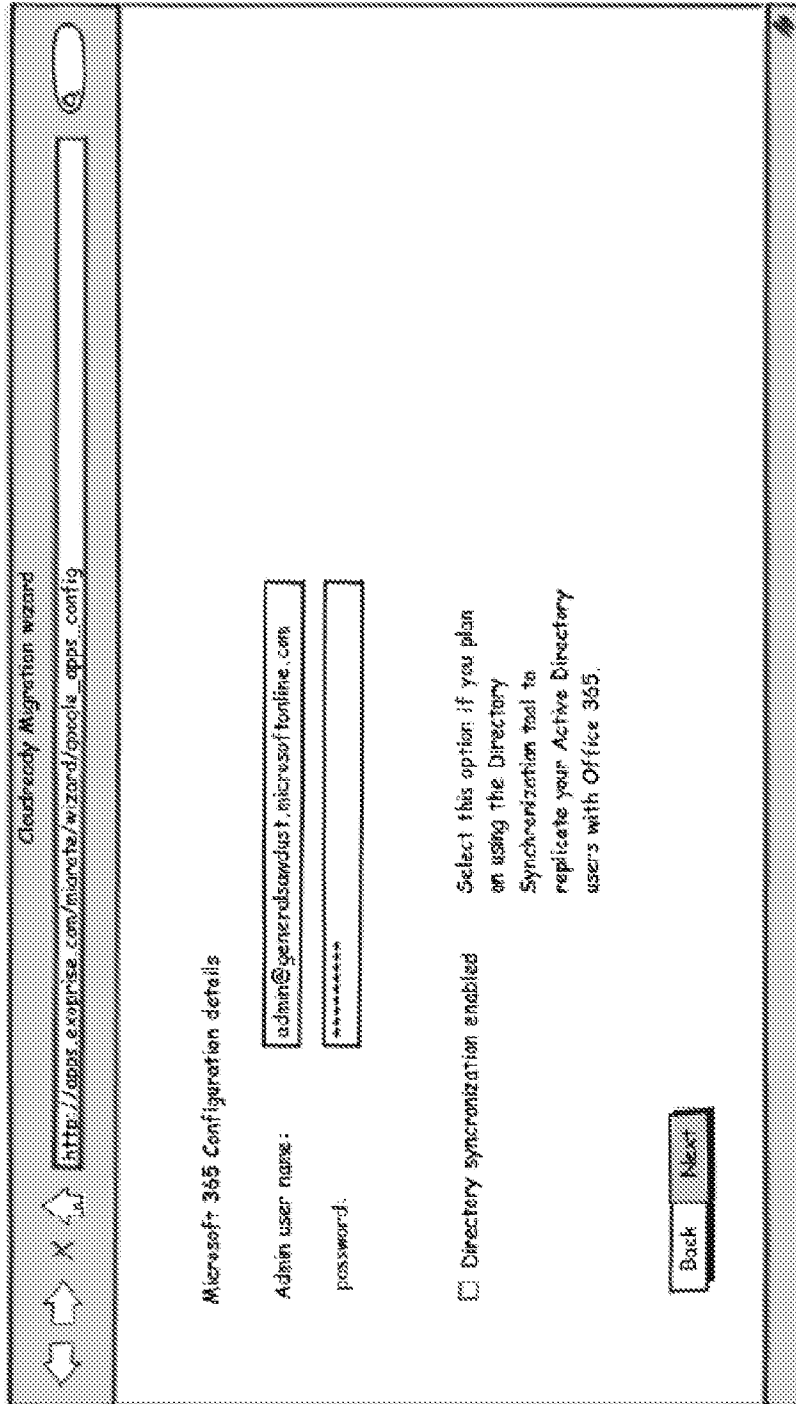 Cloudready Migration wizard
http://apps.exoprise.com/migrate/wizard/google_apps_config
Microsoft 365 Configuration details
Admin user name:
admin@generalsawdust.microsoftonline.com
password:
**********
Directory syncronization enabled
Select this option if you plan
on using the Directory
Synchronization tool to
replicate your Active Directory
users with Office 365.
Back
Next